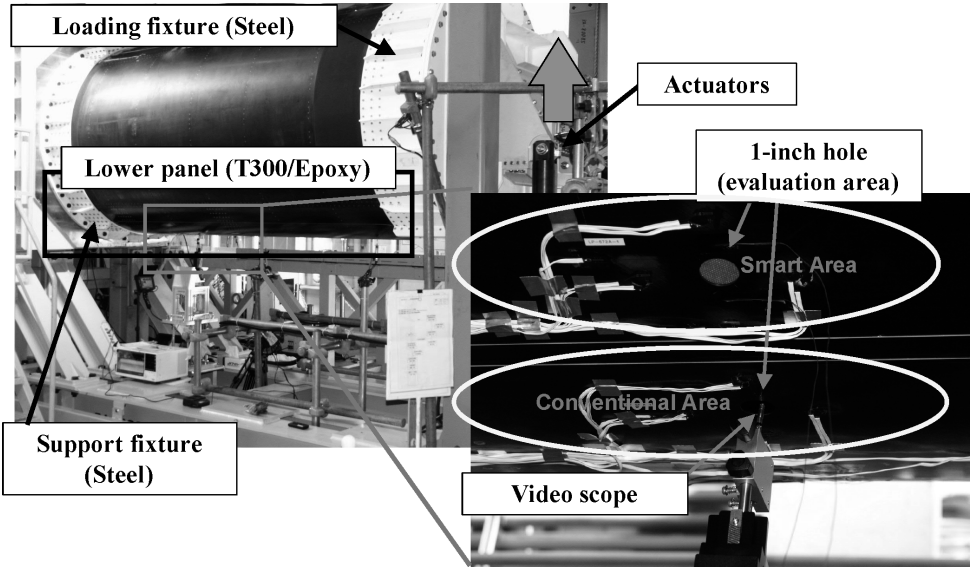 Loading fixture (Steel)
Actuators
Lower panel (T300/Epoxy)
1-inch hole
(evaluation area)
Smart Area
Conventional Area
Support fixture
(Steel)
Video scope